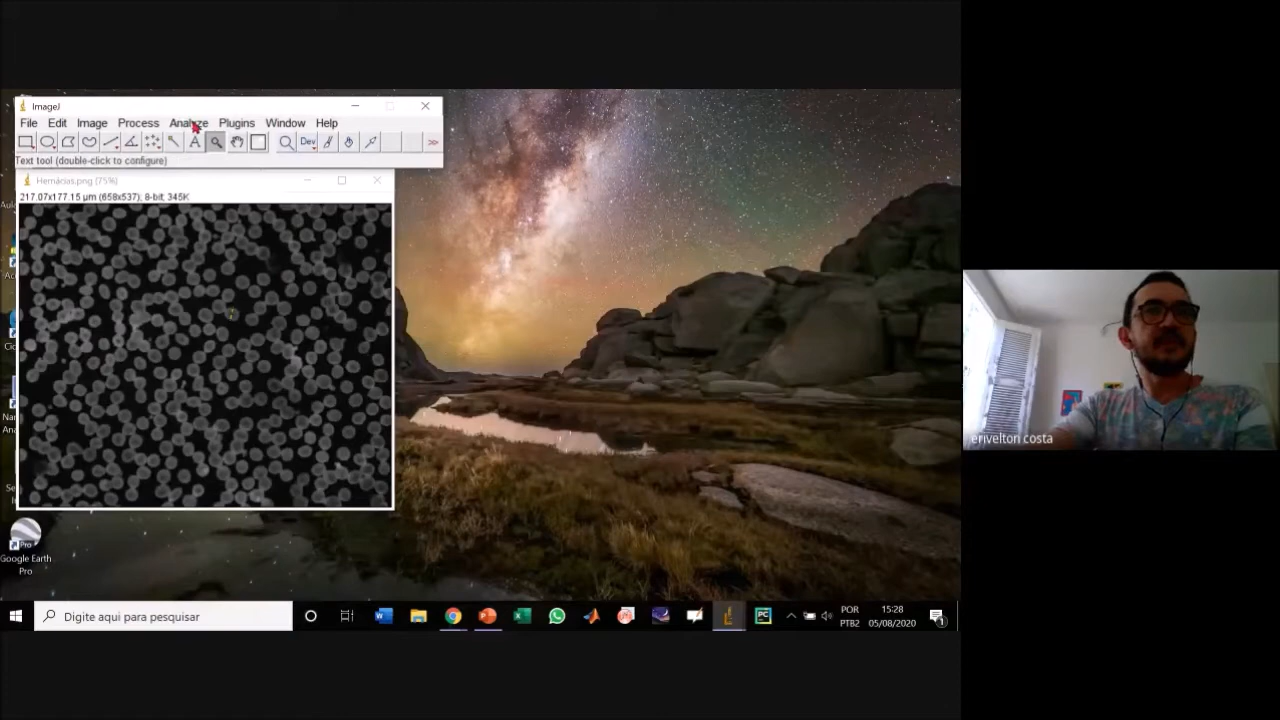 ImageJ
File Edit Image Process Analyze Plugins Window Help
A Dev >>
Text tool (double-click to configure)
Hemácias.png (75%)
217.07x177.15 µm (658x537); 8-bit; 345K
erivelton costa
Google Earth
Pro
Digite aqui para pesquisar
POR
PTB2
15:28
05/08/2020
1